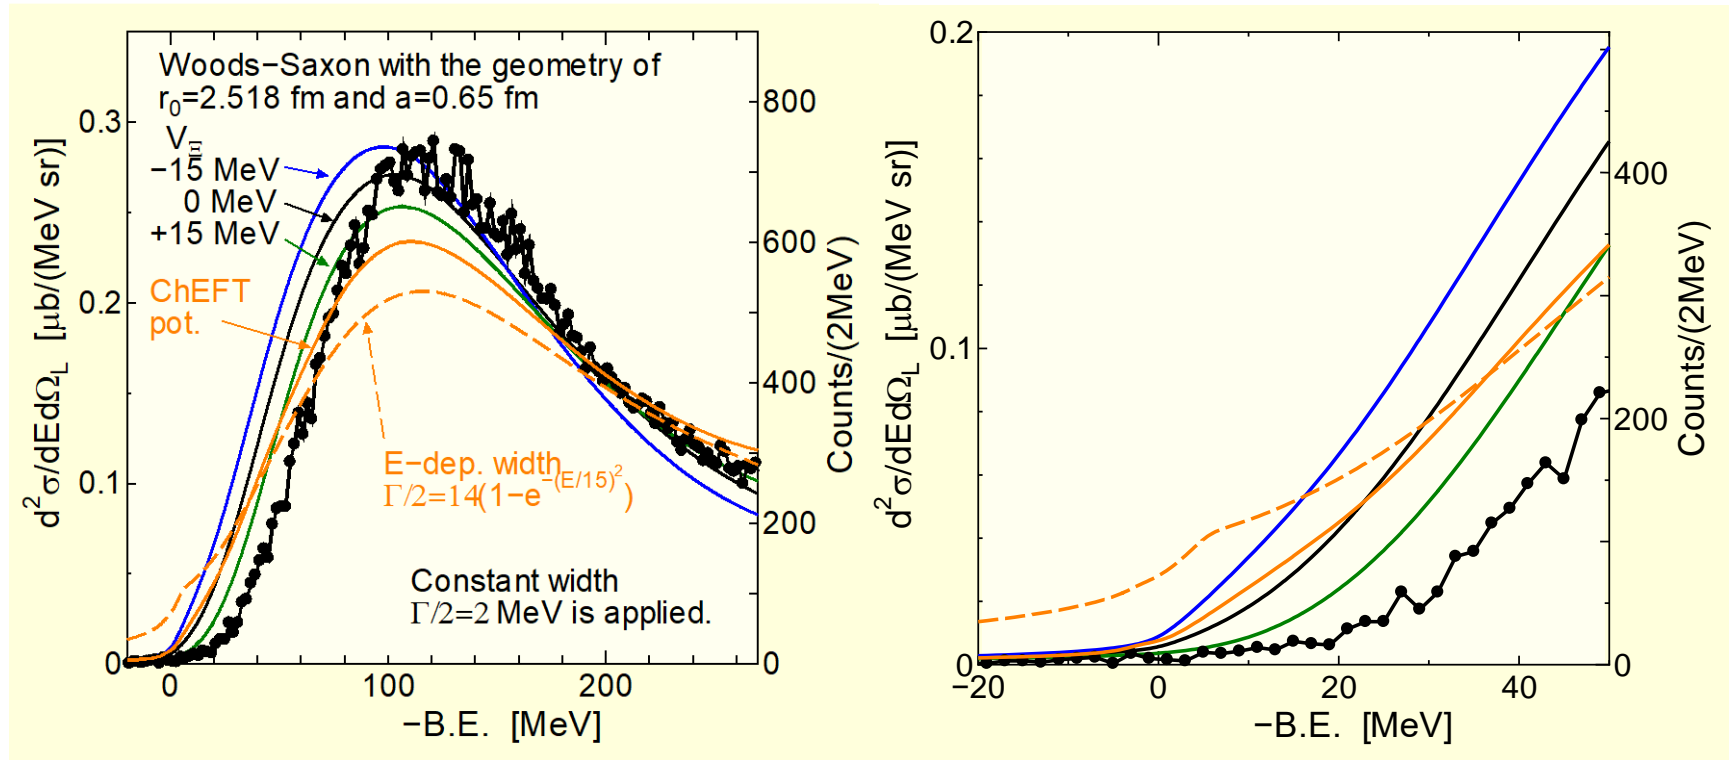 Woods−Saxon with the geometry of
r0=2.518 fm and a=0.65 fm
VΞ
−15 MeV
0 MeV
+15 MeV
ChEFT
pot.
E−dep. width
Γ/2=14(1−e−(E/15)2)
Constant width
Γ/2=2 MeV is applied.
d2σ/dEdΩL [μb/(MeV sr)]
0.3
0.2
0.1
0
800
600
400
200
0
Counts/(2MeV)
0 100 200
−B.E. [MeV]
d2σ/dEdΩL [μb/(MeV sr)]
0.2
0.1
0
400
200
0
Counts/(2MeV)
−20 0 20 40
−B.E. [MeV]